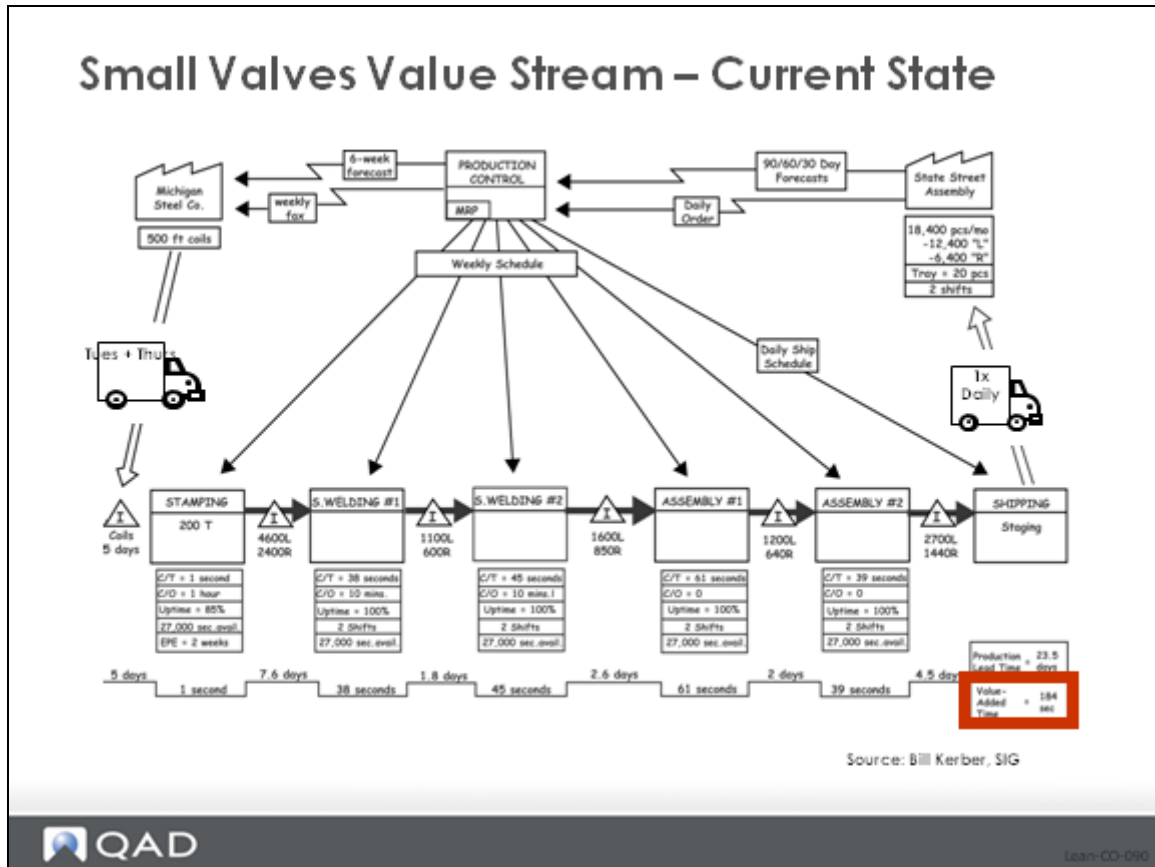 Small Valves Value Stream – Current State
Michigan
Steel Co.
500 ft coils
6-week
forecast
weekly
fax
PRODUCTION
CONTROL
MRP
90/60/30 Day
Forecasts
Daily
Order
State Street
Assembly
18,400 pcs/mo
-12,400 "L"
-6,400 "R"
Tray = 20 pcs
2 shifts
Weekly Schedule
Tues + Thurs
Daily Ship
Schedule
1x
Daily
I
Coils
5 days
STAMPING
200 T
C/T = 1 second
C/O = 1 hour
Uptime = 85%
27,000 sec.avail.
EPE = 2 weeks
I
4600L
2400R
S.WELDING #1
C/T = 38 seconds
C/O = 10 mins.
Uptime = 100%
2 Shifts
27,000 sec.avail.
I
1100L
600R
S.WELDING #2
C/T = 45 seconds
C/O = 10 mins.!
Uptime = 100%
2 Shifts
27,000 sec.avail.
I
1600L
850R
ASSEMBLY #1
C/T = 61 seconds
C/O = 0
Uptime = 100%
2 Shifts
27,000 sec.avail.
I
1200L
640R
ASSEMBLY #2
C/T = 39 seconds
C/O = 0
Uptime = 100%
2 Shifts
27,000 sec.avail.
I
2700L
1440R
SHIPPING
Staging
5 days
1 second
7.6 days
38 seconds
1.8 days
45 seconds
2.6 days
61 seconds
2 days
39 seconds
4.5 days
Production
Lead Time = 23.5 days
Value-
Added
Time = 184 sec
Source: Bill Kerber, SIG
QAD
Lean-CO-090